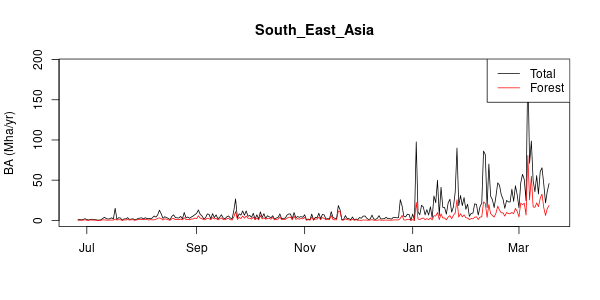 South_East_Asia
BA (Mha/yr)
200
150
100
50
0
Total
Forest
Jul Sep Nov Jan Mar